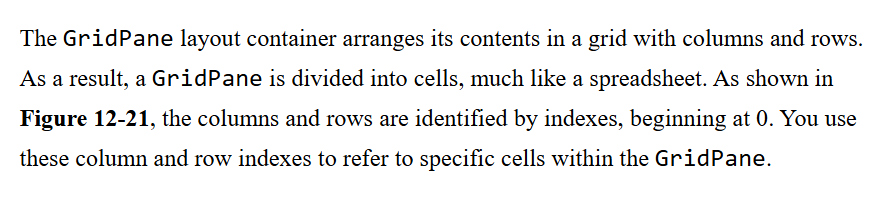 The GridPane layout container arranges its contents in a grid with columns and rows.
As a result, a GridPane is divided into cells, much like a spreadsheet. As shown in
Figure 12-21, the columns and rows are identified by indexes, beginning at 0. You use
these column and row indexes to refer to specific cells within the GridPane.